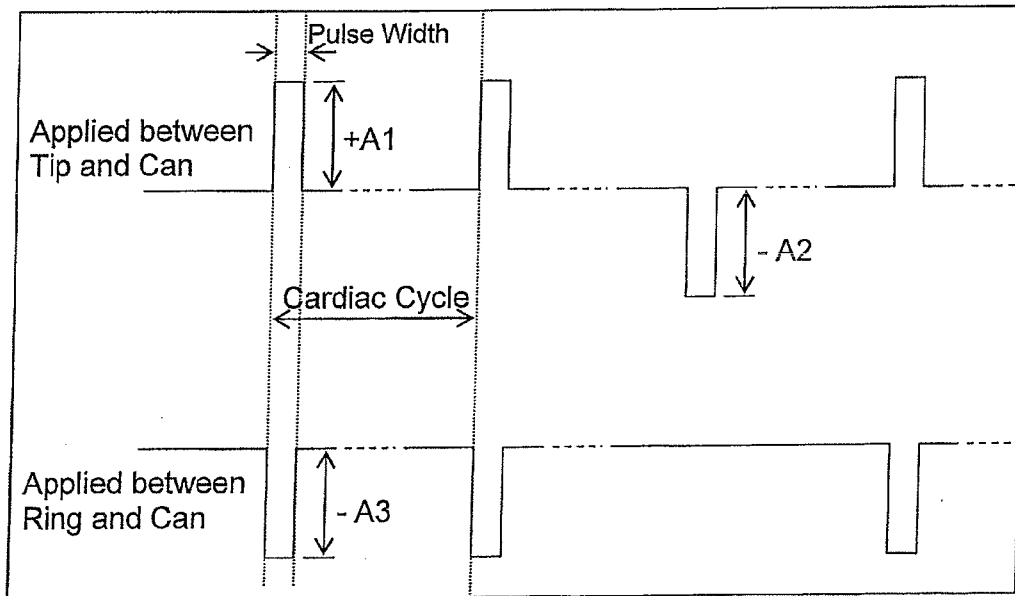 Pulse Width
Applied between
Tip and Can
+A1
- A2
Cardiac Cycle
Applied between
Ring and Can
- A3